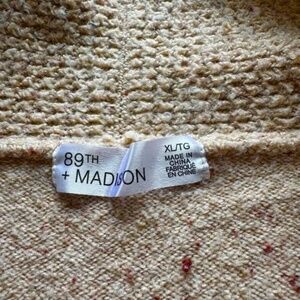 89TH
+ MADISON
XL/TG
MADE IN
CHINA
FABRIQUÉ
EN CHINE